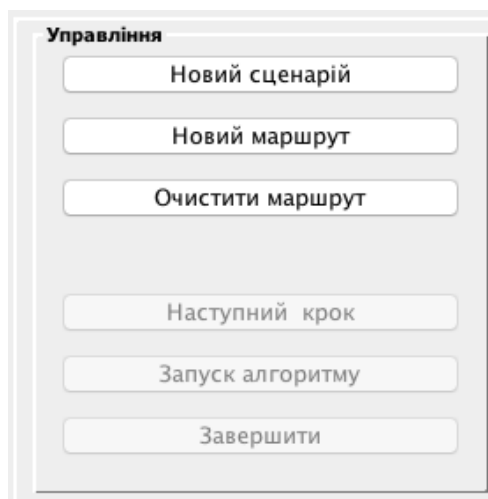 Управління
Новий сценарій
Новий маршрут
Очистити маршрут
Наступний крок
Запуск алгоритму
Завершити